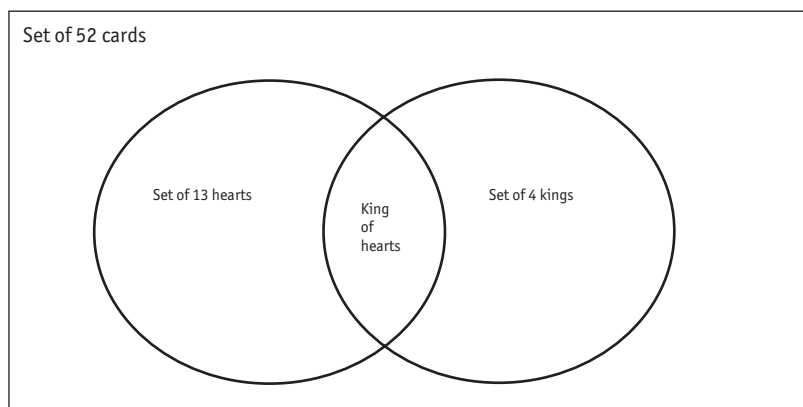 Set of 52 cards
Set of 13 hearts
King
of
hearts
Set of 4 kings